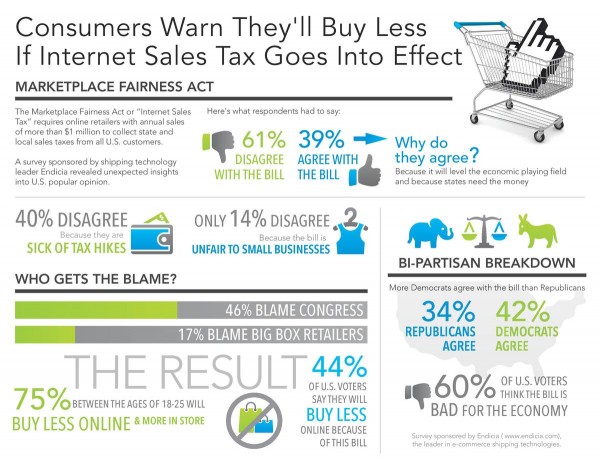 Consumers Warn They'll Buy Less
If Internet Sales Tax Goes Into Effect
MARKETPLACE FAIRNESS ACT
The Marketplace Fairness Act or "Internet Sales
Tax" requires online retailers with annual sales
of more than $1 million to collect state and
local sales taxes from all U.S. customers.
A survey sponsored by shipping technology
leader Endicia revealed unexpected insights
into U.S. popular opinion.
Here's what respondents had to say:
61%
DISAGREE
WITH THE BILL
39%
AGREE WITH
THE BILL
Why do
they agree?
Because it will level the economic playing field
and because states need the money
40% DISAGREE
Because they are
SICK OF TAX HIKES
ONLY 14% DISAGREE
Because the bill is
UNFAIR TO SMALL BUSINESSES
2
WHO GETS THE BLAME?
46% BLAME CONGRESS
17% BLAME BIG BOX RETAILERS
THE RESULT
75%
BETWEEN THE AGES OF 18-25 WILL
BUY LESS ONLINE & MORE IN STORE
44%
OF U.S. VOTERS
SAY THEY WILL
BUY LESS
ONLINE BECAUSE
OF THIS BILL
BI-PARTISAN BREAKDOWN
More Democrats agree with the bill than Republicans
34%
REPUBLICANS
AGREE
42%
DEMOCRATS
AGREE
60%
OF U.S. VOTERS
THINK THE BILL IS
BAD FOR THE ECONOMY
Survey sponsored by Endicia ( www.endicia.com),
the leader in e-commerce shipping technologies.